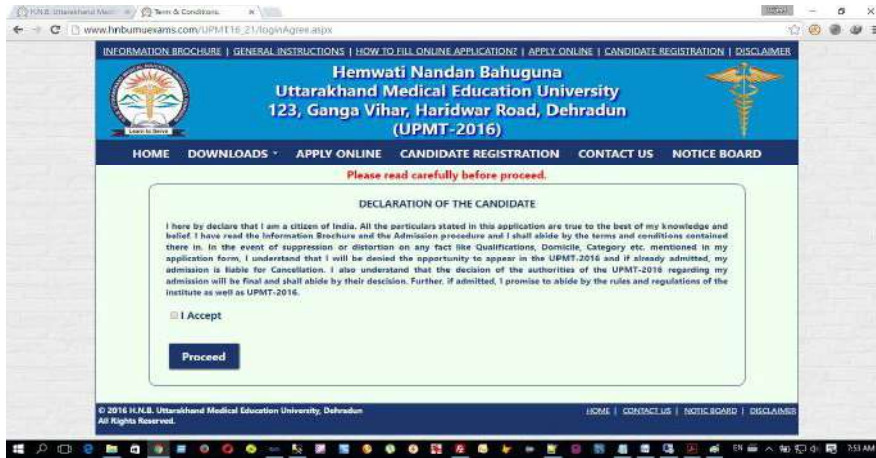 H.N.B. Uttarakhand Medi
Term & Conditions.
www.hnbumuexams.com/UPMT16_21/loginAgree.aspx
INFORMATION BROCHURE | GENERAL INSTRUCTIONS | HOW TO FILL ONLINE APPLICATION? | APPLY ONLINE | CANDIDATE REGISTRATION | DISCLAIMER
Hemwati Nandan Bahuguna
Uttarakhand Medical Education University
123, Ganga Vihar, Haridwar Road, Dehradun
(UPMT-2016)
Learn to Serve
HOME DOWNLOADS APPLY ONLINE CANDIDATE REGISTRATION CONTACT US NOTICE BOARD
Please read carefully before proceed.
DECLARATION OF THE CANDIDATE
I here by declare that I am a citizen of India. All the particulars stated in this application are true to the best of my knowledge and
belief. I have read the Information Brochure and the Admission procedure and I shall abide by the terms and conditions contained
there in. In the event of suppression or distortion on any fact like Qualifications, Domicile, Category etc. mentioned in my
application form, I understand that I will be denied the opportunity to appear in the UPMT-2016 and if already admitted, my
admission is liable for Cancellation. I also understand that the decision of the authorities of the UPMT-2016 regarding my
admission will be final and shall abide by their descision. Further, if admitted, I promise to abide by the rules and regulations of the
institute as well as UPMT-2016.
I Accept
Proceed
© 2016 H.N.B. Uttarakhand Medical Education University, Dehradun
All Rights Reserved.
HOME | CONTACT US | NOTIC BOARD | DISCLAIMER
EN 7:53 AM